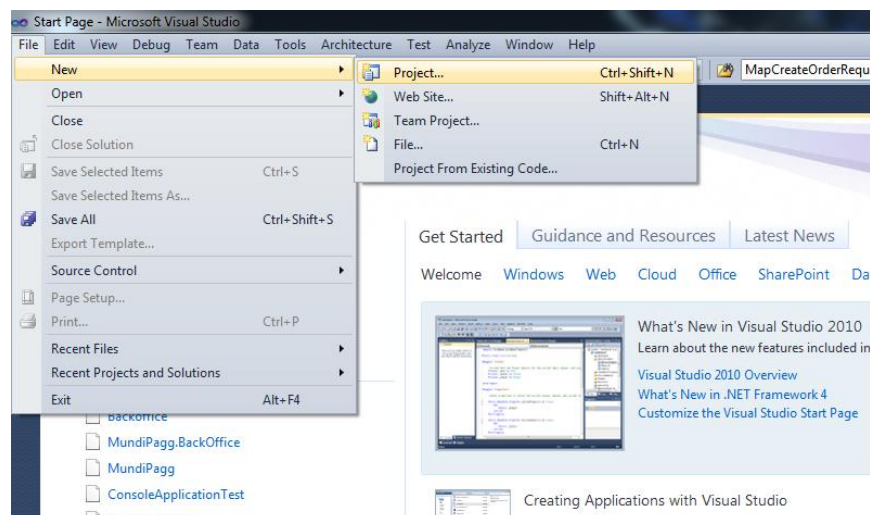 Start Page - Microsoft Visual Studio
File Edit View Debug Team Data Tools Architecture Test Analyze Window Help
New
Open
Close
Close Solution
Save Selected Items Ctrl+S
Save Selected Items As...
Save All Ctrl+Shift+S
Export Template...
Source Control
Page Setup...
Print... Ctrl+P
Recent Files
Recent Projects and Solutions
Exit Alt+F4
Project... Ctrl+Shift+N
Web Site... Shift+Alt+N
Team Project...
File... Ctrl+N
Project From Existing Code...
MapCreateOrderRequ
Get Started Guidance and Resources Latest News
Welcome Windows Web Cloud Office SharePoint Da
What's New in Visual Studio 2010
Learn about the new features included in
Visual Studio 2010 Overview
What's New in .NET Framework 4
Customize the Visual Studio Start Page
Creating Applications with Visual Studio
Backoffice
MundiPagg.BackOffice
MundiPagg
ConsoleApplicationTest